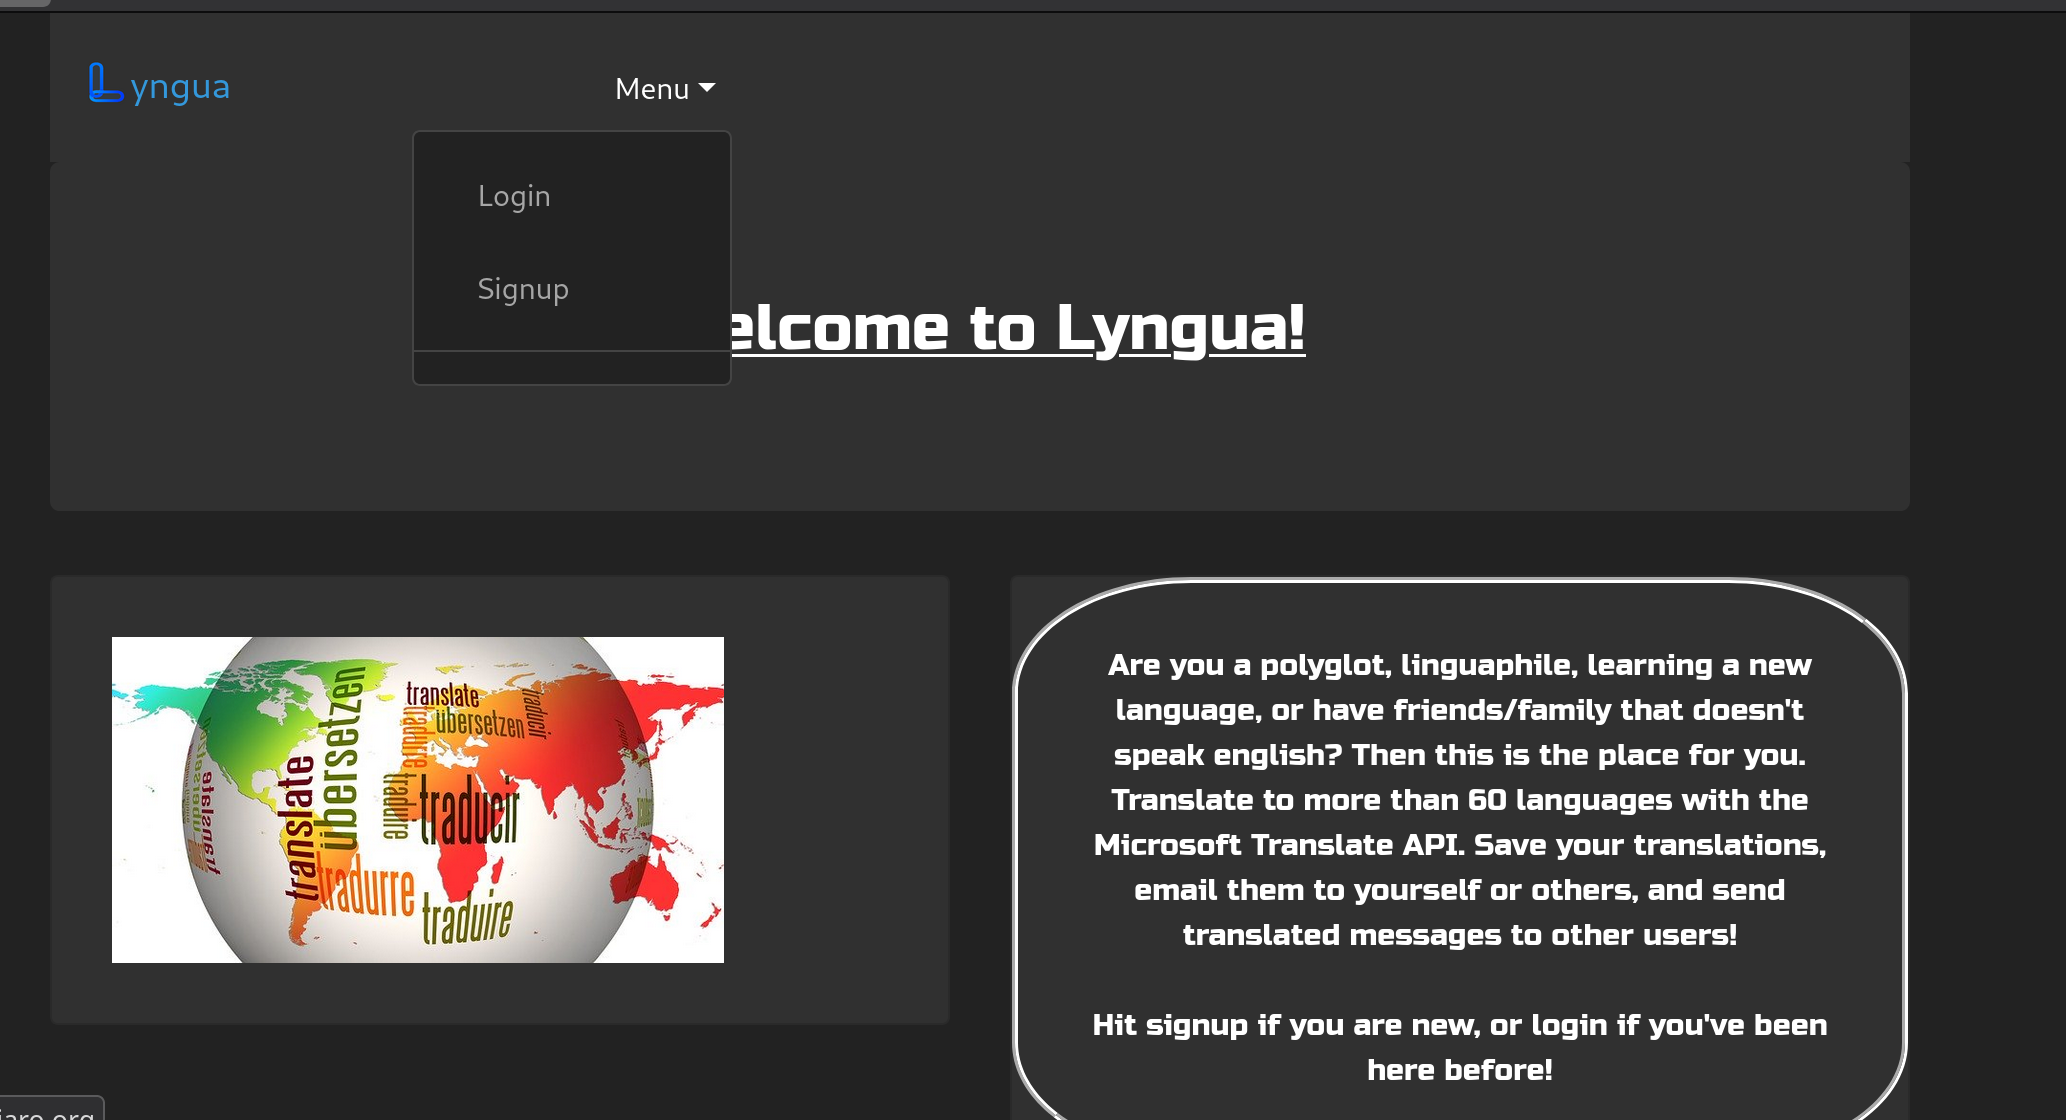 Lyngua
Menu
Login
Signup
elcome to Lyngua!
translate
übersetzen
traducir
tradurre
übersetzen
translate
tradurre
traducir
tradurre
traduire
translate
Are you a polyglot, linguaphile, learning a new
language, or have friends/family that doesn't
speak english? Then this is the place for you.
Translate to more than 60 languages with the
Microsoft Translate API. Save your translations,
email them to yourself or others, and send
translated messages to other users!
Hit signup if you are new, or login if you've been
here before!